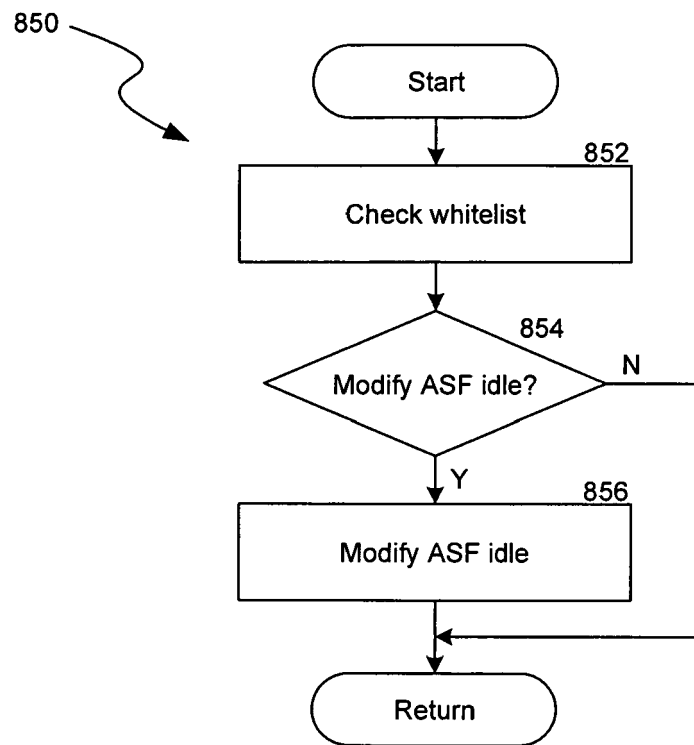 850
Start
852
Check whitelist
854
Modify ASF idle?
N
Y
856
Modify ASF idle
Return